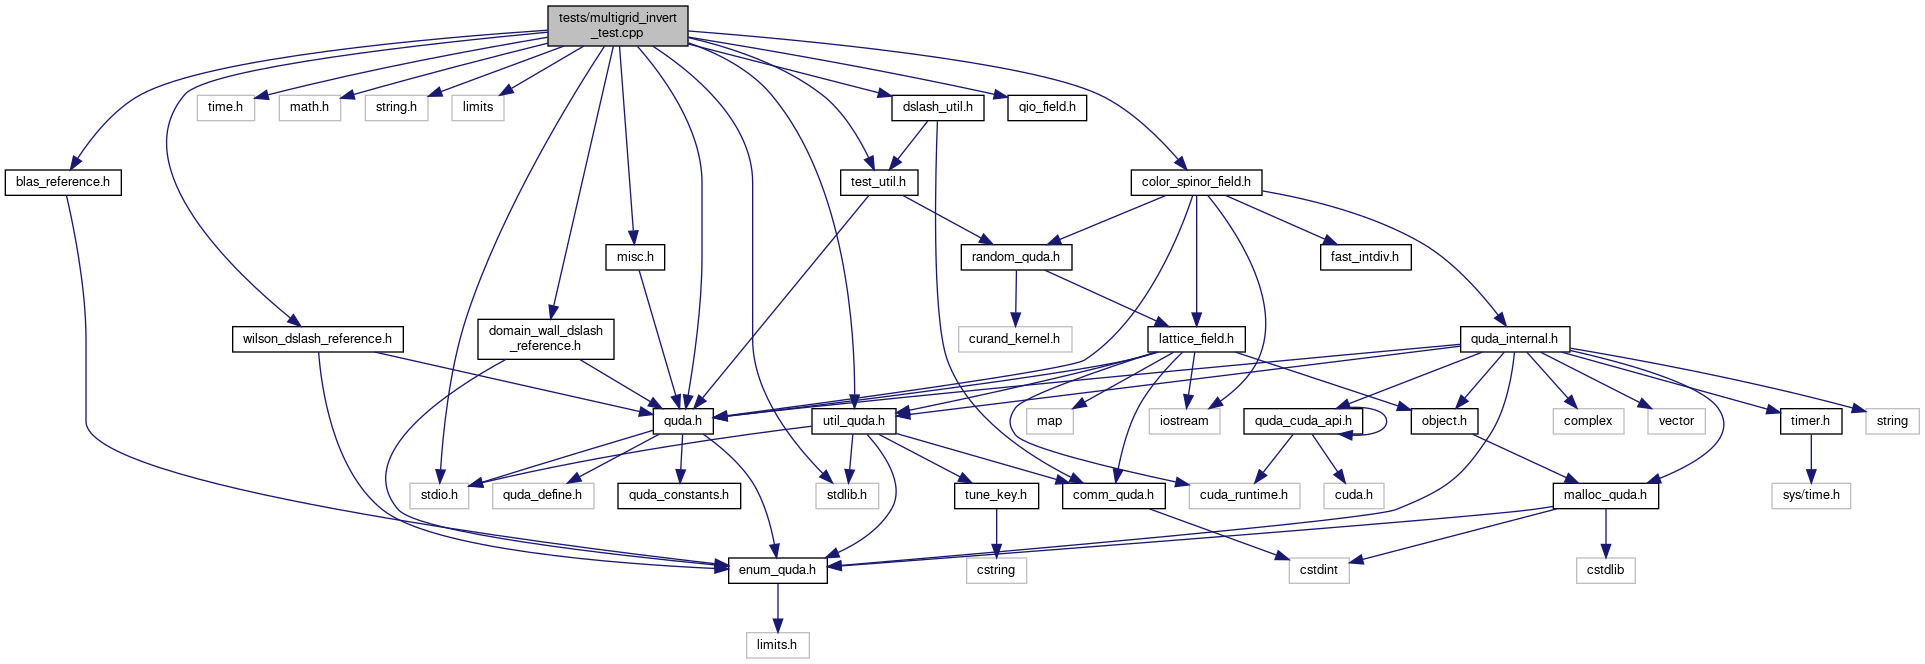 tests/multigrid_invert
_test.cpp
time.h
math.h
string.h
limits
dslash_util.h
qio_field.h
blas_reference.h
test_util.h
color_spinor_field.h
misc.h
random_quda.h
fast_intdiv.h
wilson_dslash_reference.h
domain_wall_dslash
_reference.h
curand_kernel.h
lattice_field.h
quda_internal.h
quda.h
util_quda.h
map
iostream
quda_cuda_api.h
object.h
complex
vector
timer.h
string
stdio.h
quda_define.h
quda_constants.h
stdlib.h
tune_key.h
comm_quda.h
cuda_runtime.h
cuda.h
malloc_quda.h
sys/time.h
enum_quda.h
cstring
cstdint
cstdlib
limits.h